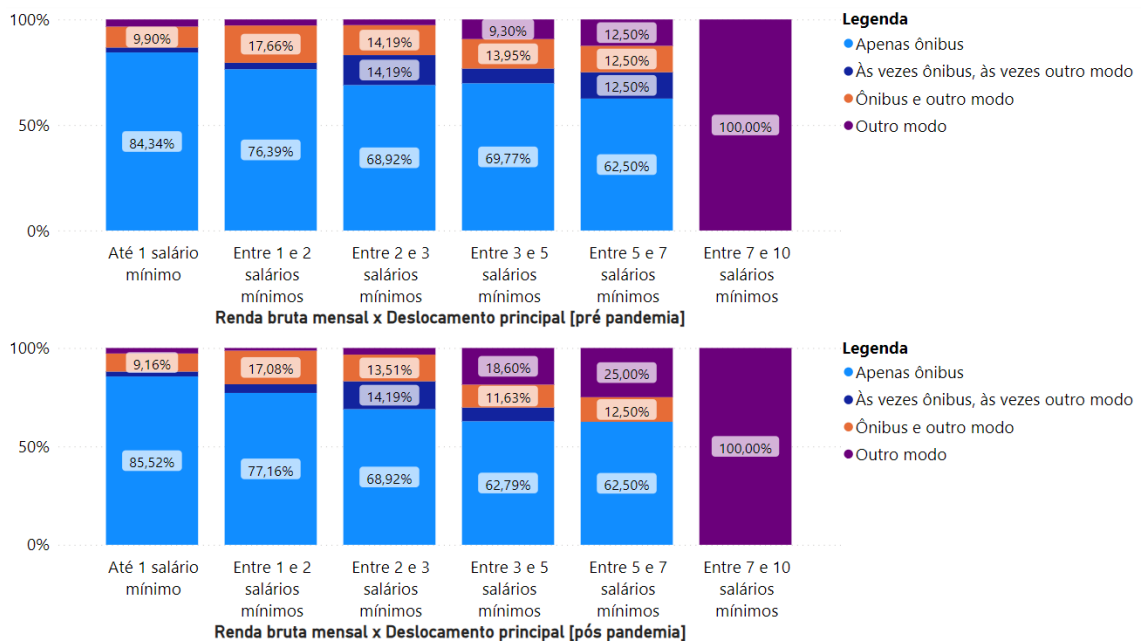 100%
50%
0%
9,90%
84,34%
17,66%
76,39%
14,19%
14,19%
68,92%
9,30%
13,95%
69,77%
12,50%
12,50%
12,50%
62,50%
100,00%
Até 1 salário
mínimo
Entre 1 e 2
salários
mínimos
Entre 2 e 3
salários
mínimos
Entre 3 e 5
salários
mínimos
Entre 5 e 7
salários
mínimos
Entre 7 e 10
salários
mínimos
Renda bruta mensal x Deslocamento principal [pré pandemia]
Legenda
Apenas ônibus
Às vezes ônibus, às vezes outro modo
Ônibus e outro modo
Outro modo
100%
50%
0%
9,16%
85,52%
17,08%
77,16%
13,51%
14,19%
68,92%
18,60%
11,63%
62,79%
25,00%
12,50%
62,50%
100,00%
Até 1 salário
mínimo
Entre 1 e 2
salários
mínimos
Entre 2 e 3
salários
mínimos
Entre 3 e 5
salários
mínimos
Entre 5 e 7
salários
mínimos
Entre 7 e 10
salários
mínimos
Renda bruta mensal x Deslocamento principal [pós pandemia]
Legenda
Apenas ônibus
Às vezes ônibus, às vezes outro modo
Ônibus e outro modo
Outro modo